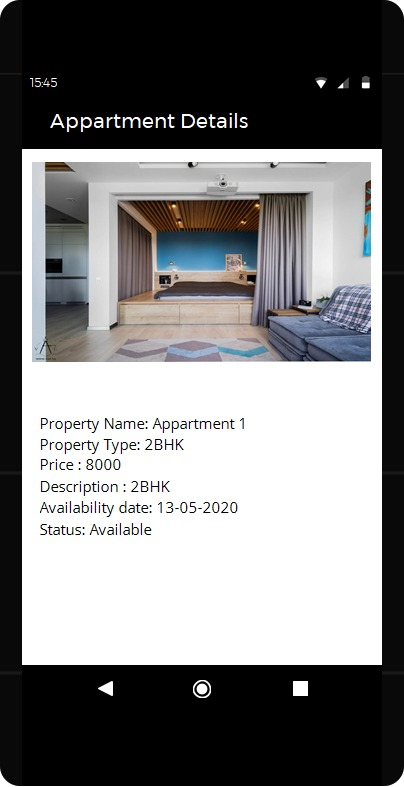 15:45
Appartment Details
Property Name: Appartment 1
Property Type: 2BHK
Price : 8000
Description : 2BHK
Availability date: 13-05-2020
Status: Available